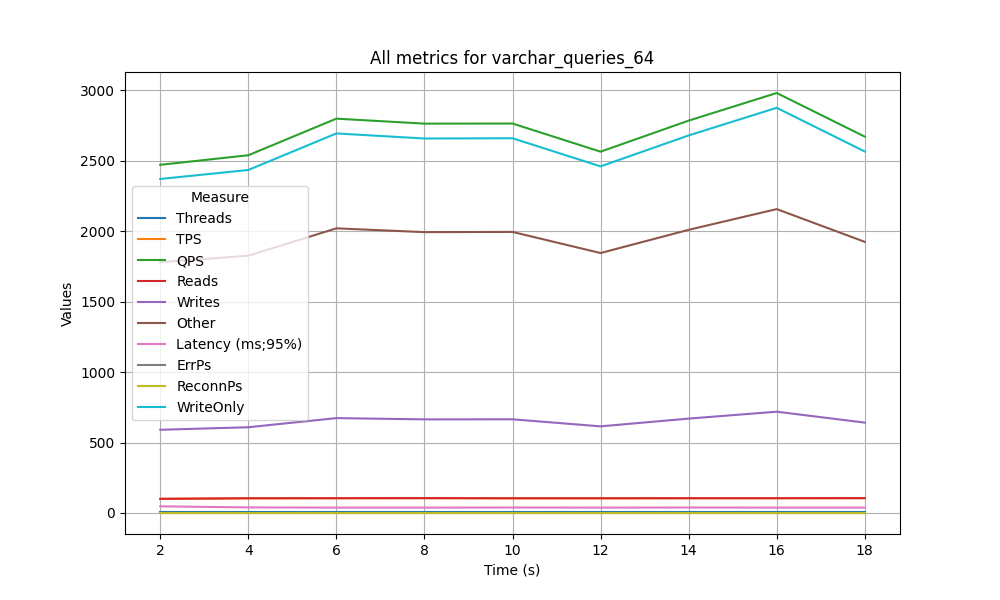 All metrics for varchar_queries_64
3000
2500
2000
1500
1000
500
0
Values
Measure
Threads
TPS
QPS
Reads
Writes
Other
Latency (ms;95%)
ErrPs
ReconnPs
WriteOnly
2 4 6 8 10 12 14 16 18
Time (s)